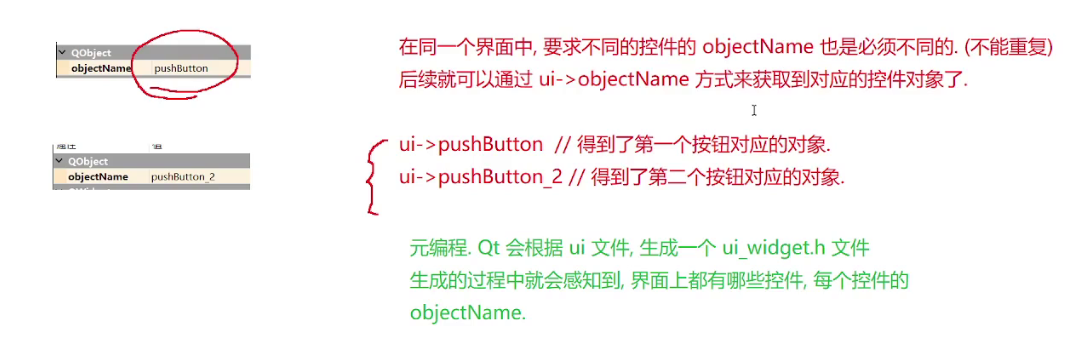 QObject
objectName pushButton
在同一个界面中, 要求不同的控件的 objectName 也是必须不同的. (不能重复)
后续就可以通过 ui->objectName 方式来获取到对应的控件对象了.
属性 值
QObject
objectName pushButton_2
QWidget
ui->pushButton // 得到了第一个按钮对应的对象.
ui->pushButton_2 // 得到了第二个按钮对应的对象.
元编程. Qt 会根据 ui 文件, 生成一个 ui_widget.h 文件
生成的过程中就会感知到, 界面上都有哪些控件, 每个控件的
objectName.